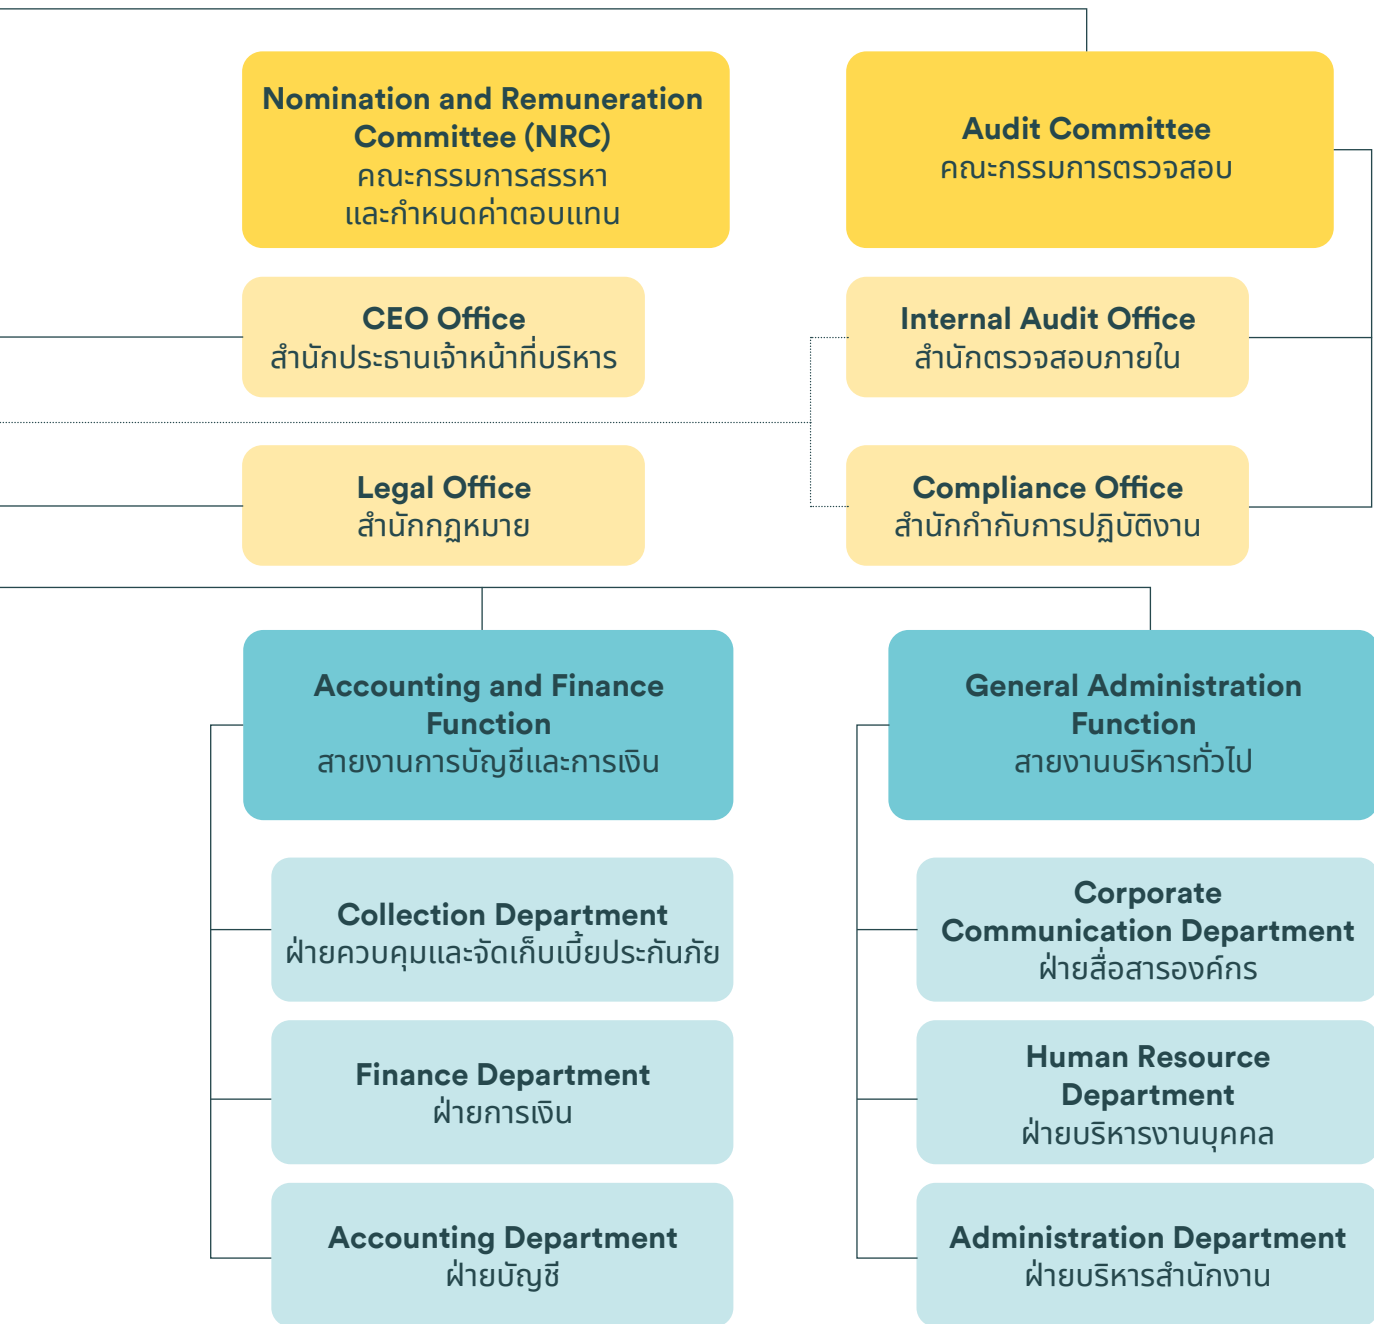 Nomination and Remuneration
Committee (NRC)
คณะกรรมการสรรหา
และกำหนดค่าตอบแทน
Audit Committee
คณะกรรมการตรวจสอบ
CEO Office
สำนักประธานเจ้าหน้าที่บริหาร
Internal Audit Office
สำนักตรวจสอบภายใน
Legal Office
สำนักกฎหมาย
Compliance Office
สำนักกำกับการปฏิบัติงาน
Accounting and Finance
Function
สายงานการบัญชีและการเงิน
General Administration
Function
สายงานบริหารทั่วไป
Collection Department
ฝ่ายควบคุมและจัดเก็บเบี้ยประกันภัย
Corporate
Communication Department
ฝ่ายสื่อสารองค์กร
Finance Department
ฝ่ายการเงิน
Human Resource
Department
ฝ่ายบริหารงานบุคคล
Accounting Department
ฝ่ายบัญชี
Administration Department
ฝ่ายบริหารสำนักงาน